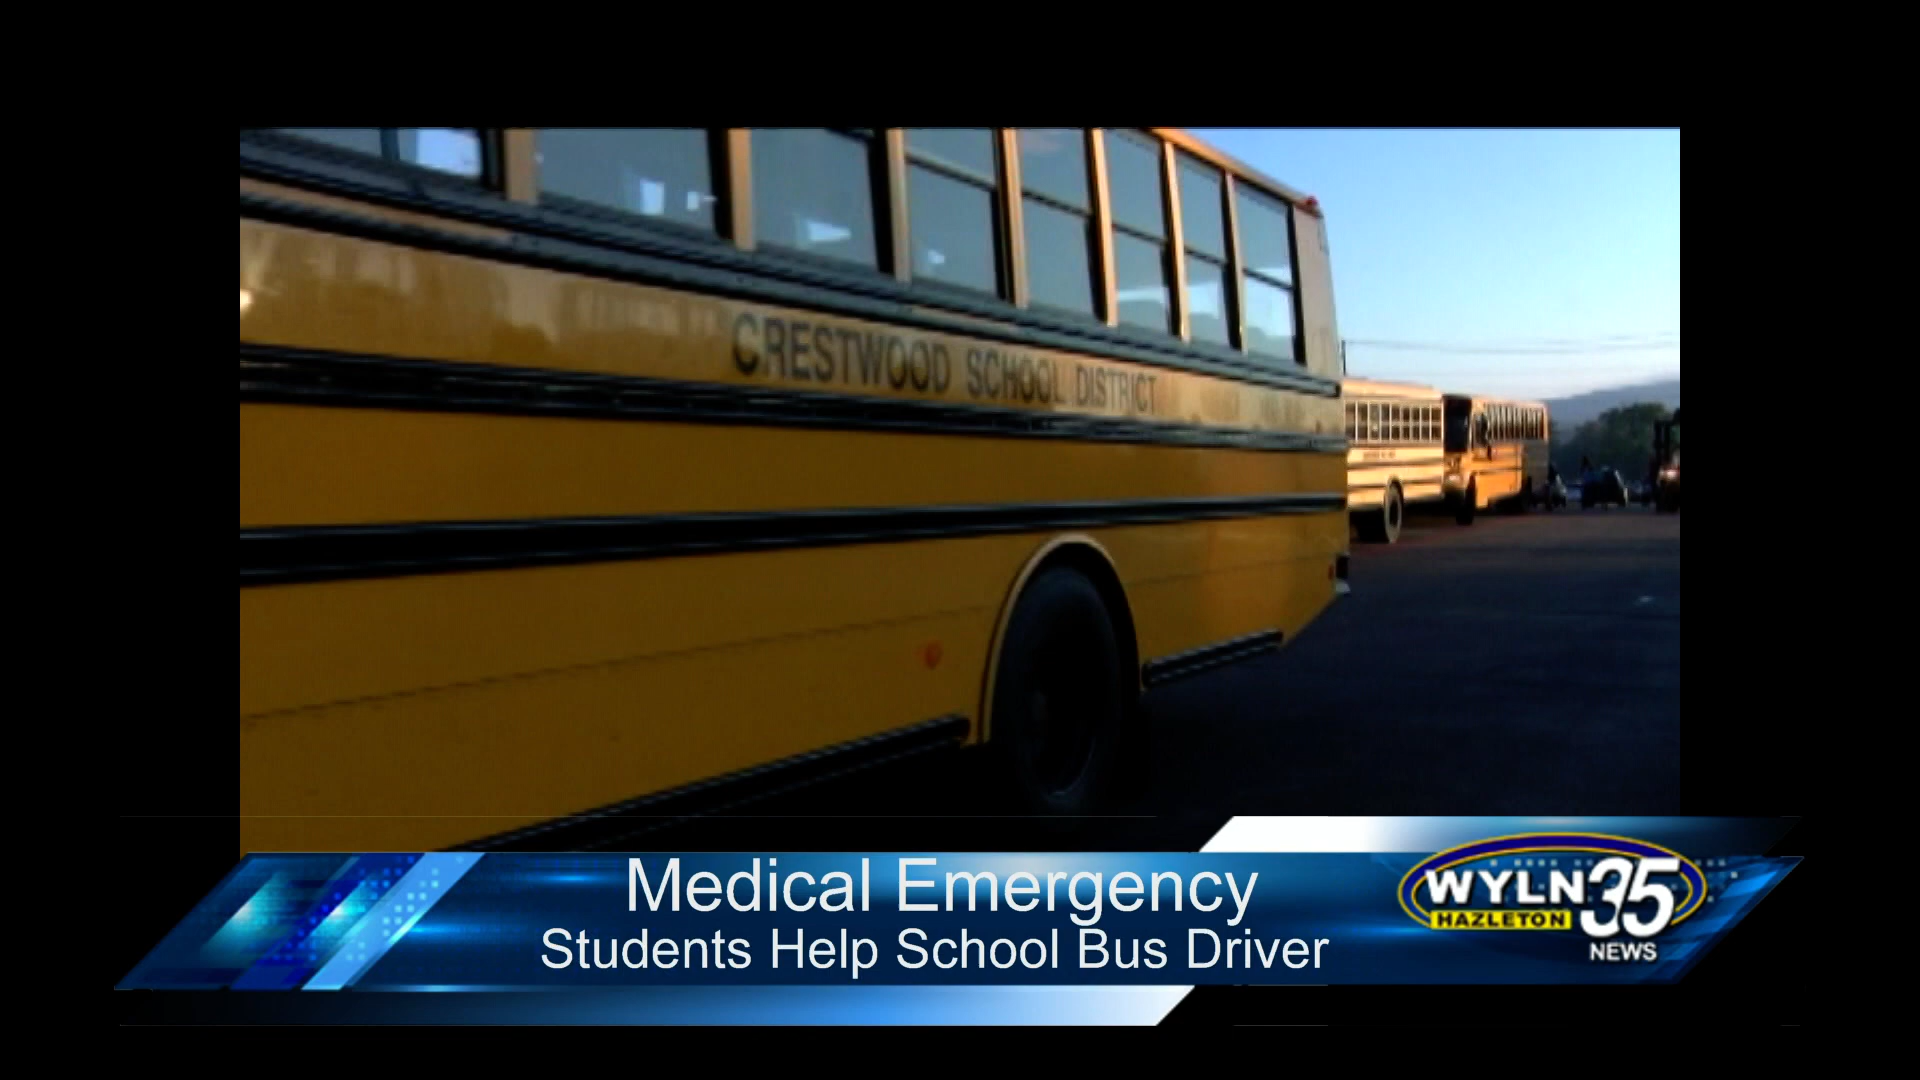 CRESTWOOD SCHOOL DISTRICT
Medical Emergency
Students Help School Bus Driver
WYLN 35
HAZLETON
NEWS